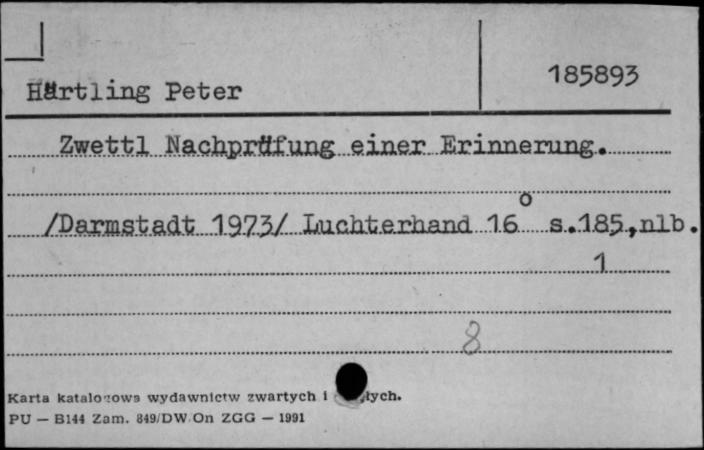 185893
Härtling Peter
Zwettl Nachprüfung einer Erinnerung.
/Darmstadt 1973/ Luchterhand 16° s.185,nlb.
1
8
Karta katalogowa wydawnictw zwartych i
PU — B144 Zam. 849/DW/On ZGG — 1991